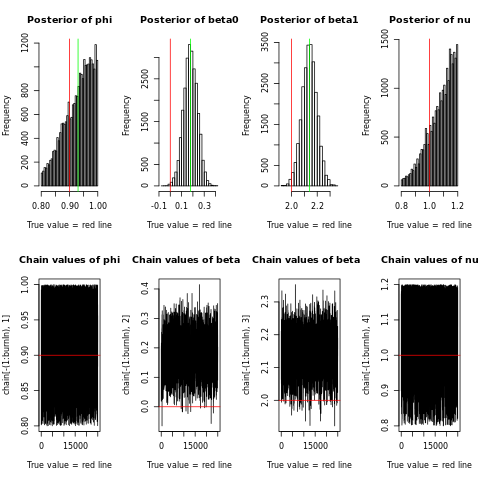 Posterior of phi
Posterior of beta0
Posterior of beta1
Posterior of nu
Frequency
0 200 400 600 800 1200
0.80 0.90 1.00
True value = red line
Frequency
0 500 1500 3000
-0.1 0.1 0.3
True value = red line
Frequency
0 500 1500 2500 3500
2.0 2.2
True value = red line
Frequency
0 500 1000 1500
0.8 1.0 1.2
True value = red line
Chain values of phi
Chain values of beta
Chain values of beta
Chain values of nu
chain[-(1:burnIn), 1]
0.80 0.85 0.90 0.95 1.00
0 15000
True value = red line
chain[-(1:burnIn), 2]
0.0 0.1 0.2 0.3 0.4
0 15000
True value = red line
chain[-(1:burnIn), 3]
2.0 2.1 2.2 2.3
0 15000
True value = red line
chain[-(1:burnIn), 4]
0.8 0.9 1.0 1.1 1.2
0 15000
True value = red line